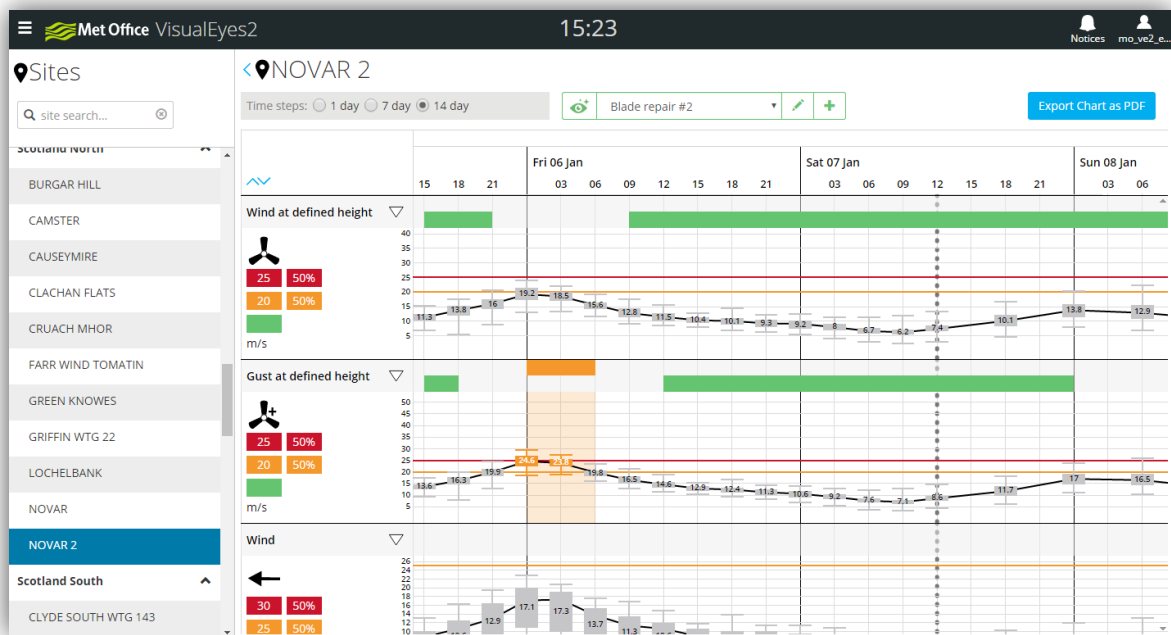 Met Office VisualEyes2
15:23
Notices
mo_ve2_e...
Sites
site search...
Scotland North
BURGAR HILL
CAMSTER
CAUSEYMIRE
CLACHAN FLATS
CRUACH MHOR
FARR WIND TOMATIN
GREEN KNOWES
GRIFFIN WTG 22
LOCHELBANK
NOVAR
NOVAR 2
Scotland South
CLYDE SOUTH WTG 143
NOVAR 2
Time steps: 1 day 7 day 14 day
Blade repair #2
Export Chart as PDF
Fri 06 Jan Sat 07 Jan Sun 08 Jan
15 18 21 03 06 09 12 15 18 21 03 06 09 12 15 18 21 03 06
Wind at defined height
25 50%
20 50%
m/s
40
35
30
25
20
15
10
5
11.3 13.8 16 19.2 18.5 15.6 12.8 11.5 10.4 10.1 9.3 9.2 8 6.7 6.2 7.4 10.1 13.8 12.9
Gust at defined height
25 50%
20 50%
m/s
50
45
40
35
30
25
20
15
10
5
13.6 16.3 19.9 24.6 19.8 16.5 14.6 12.9 12.4 11.3 10.6 9.2 7.6 7.1 8.6 11.7 17 16.5
Wind
30 50%
25 50%
26
24
22
20
18
16
14
12
10
12.9 17.1 17.3 13.7 11.3